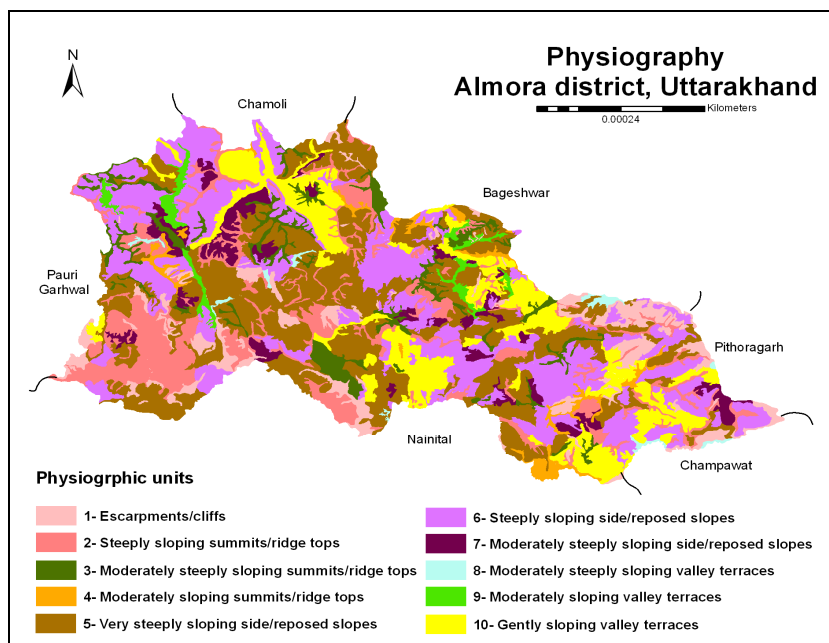 Physiography
Almora district, Uttarakhand
N
Kilometers
0.00024
Chamoli
Bageshwar
Pauri
Garhwal
Pithoragarh
Nainital
Champawat
Physiogrphic units
1- Escarpments/cliffs
2- Steeply sloping summits/ridge tops
3- Moderately steeply sloping summits/ridge tops
4- Moderately sloping summits/ridge tops
5- Very steeply sloping side/reposed slopes
6- Steeply sloping side/reposed slopes
7- Moderately steeply sloping side/reposed slopes
8- Moderately steeply sloping valley terraces
9- Moderately sloping valley terraces
10- Gently sloping valley terraces